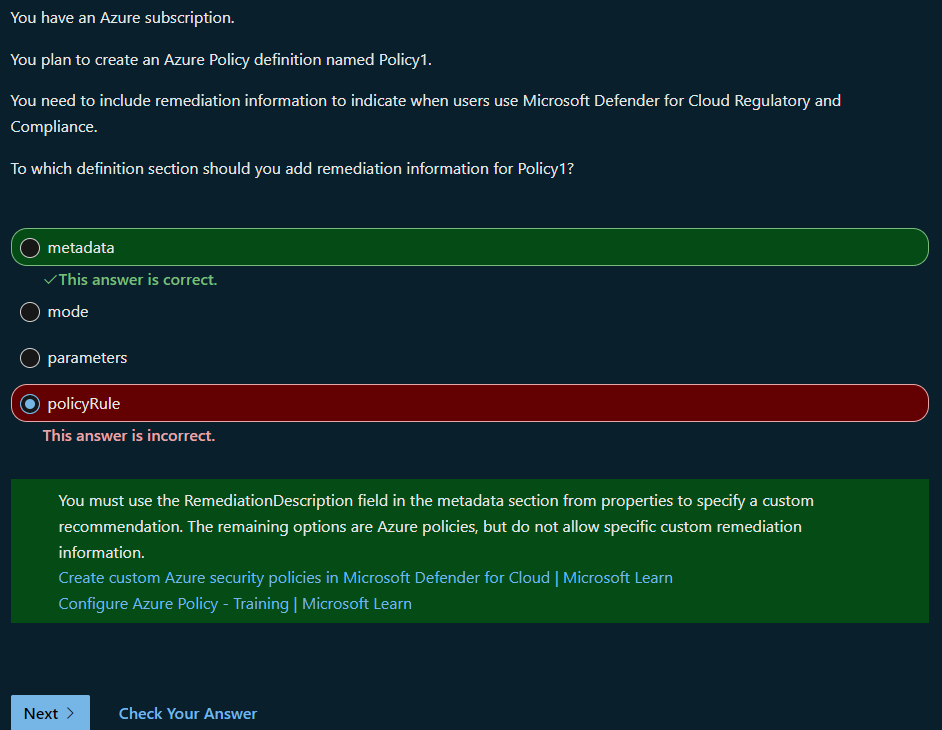 You have an Azure subscription.
You plan to create an Azure Policy definition named Policy1.
You need to include remediation information to indicate when users use Microsoft Defender for Cloud Regulatory and
Compliance.
To which definition section should you add remediation information for Policy1?
metadata
✓This answer is correct.
mode
parameters
policyRule
This answer is incorrect.
You must use the RemediationDescription field in the metadata section from properties to specify a custom
recommendation. The remaining options are Azure policies, but do not allow specific custom remediation
information.
Create custom Azure security policies in Microsoft Defender for Cloud | Microsoft Learn
Configure Azure Policy - Training | Microsoft Learn
Next >
Check Your Answer